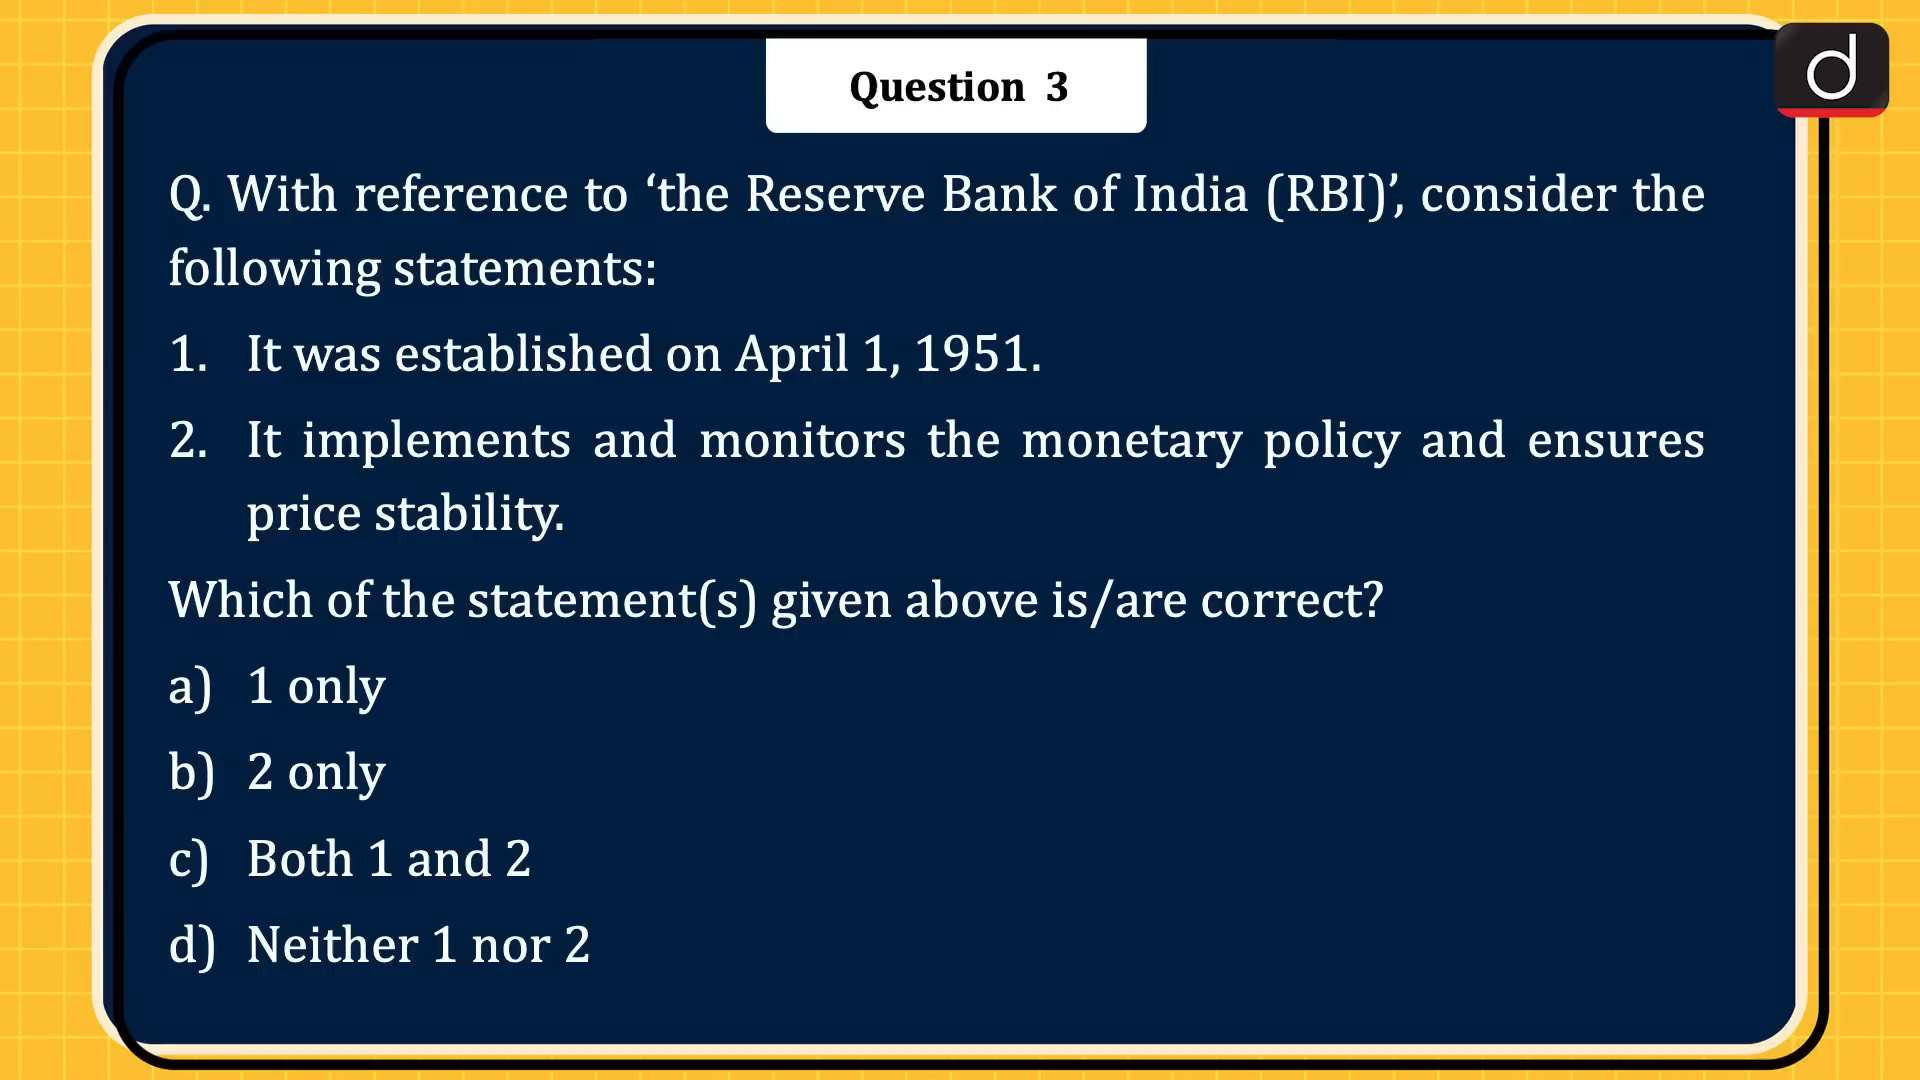 Question 3
Q. With reference to ‘the Reserve Bank of India (RBI)’, consider the
following statements:
1. It was established on April 1, 1951.
2. It implements and monitors the monetary policy and ensures
price stability.
Which of the statement(s) given above is/are correct?
a) 1 only
b) 2 only
c) Both 1 and 2
d) Neither 1 nor 2
d